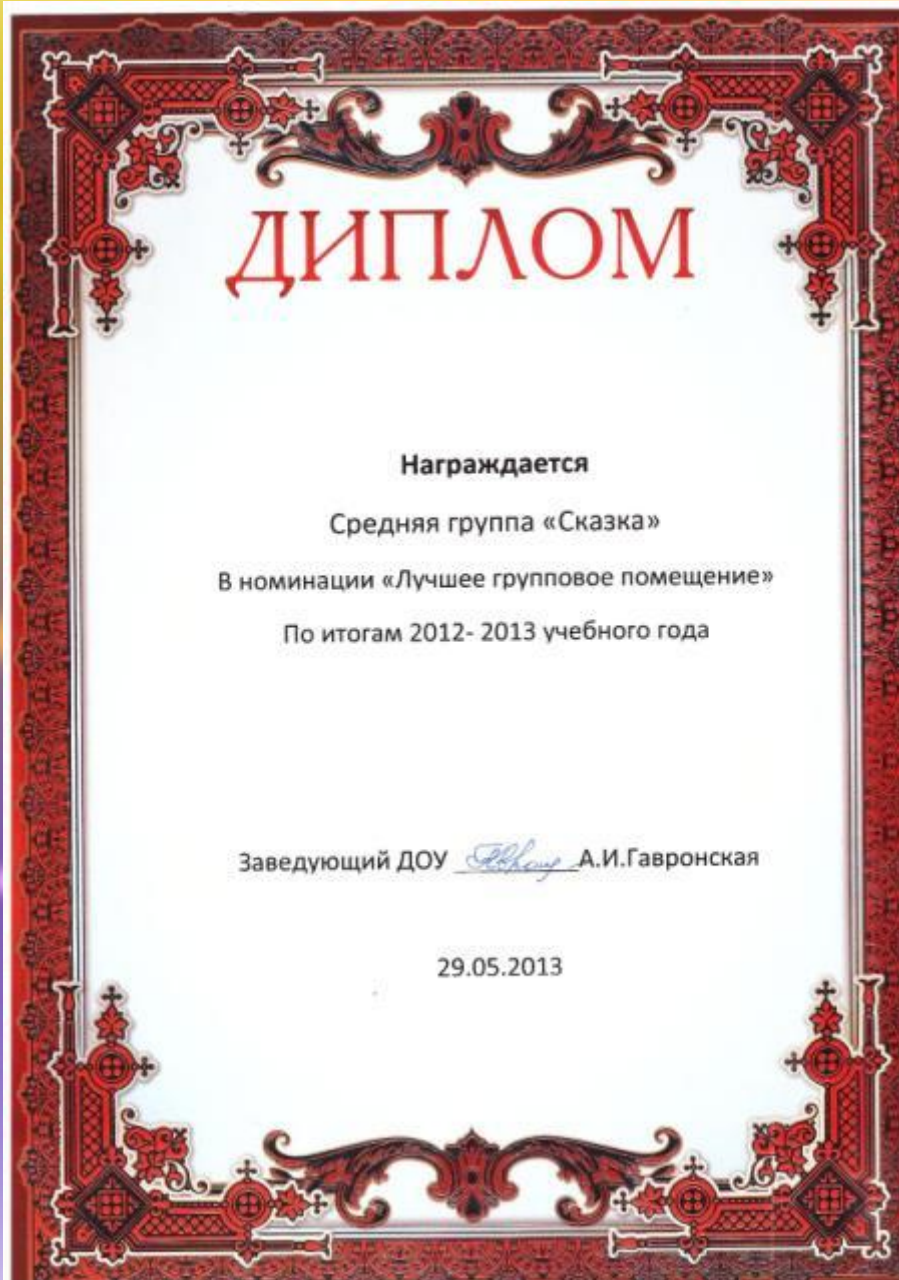 ДИПЛОМ
Награждается
Средняя группа «Сказка»
В номинации «Лучшее групповое помещение»
По итогам 2012- 2013 учебного года
Заведующий ДОУ А.И.Гавронская
29.05.2013